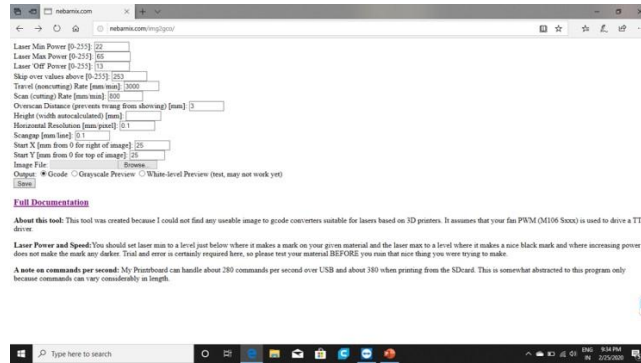 nebarnix.com
nebarnix.com/img2gco/
Laser Min Power [0-255]: 22
Laser Max Power [0-255]: 65
Laser 'Off' Power [0-255]: 13
Skip over values above [0-255]: 253
Travel (noncutting) Rate [mm/min]: 3000
Scan (cutting) Rate [mm/min]: 800
Overscan Distance (prevents twang from showing) [mm]: 3
Height (width autocalculated) [mm]:
Horizontal Resolution [mm/pixel]: 0.1
Scangap [mm/line]: 0.1
Start X [mm from 0 for right of image]: 25
Start Y [mm from 0 for top of image]: 25
Image File: Browse...
Output: Gcode Grayscale Preview White-level Preview (test, may not work yet)
Save
Full Documentation
About this tool: This tool was created because I could not find any useable image to gcode converters suitable for lasers based on 3D printers. It assumes that your fan PWM (M106 Sxxx) is used to drive a TT
driver.
Laser Power and Speed: You should set laser min to a level just below where it makes a mark on your given material and the laser max to a level where it makes a nice black mark and where increasing power
does not make the mark any darker. Trial and error is certainly required here, so please test your material BEFORE you ruin that nice thing you were trying to make.
A note on commands per second: My Printrboard can handle about 280 commands per second over USB and about 380 when printing from the SDcard. This is somewhat abstracted to this program only
because commands can vary considerably in length.
Type here to search
ENG 9:34 PM
IN 2/25/2020